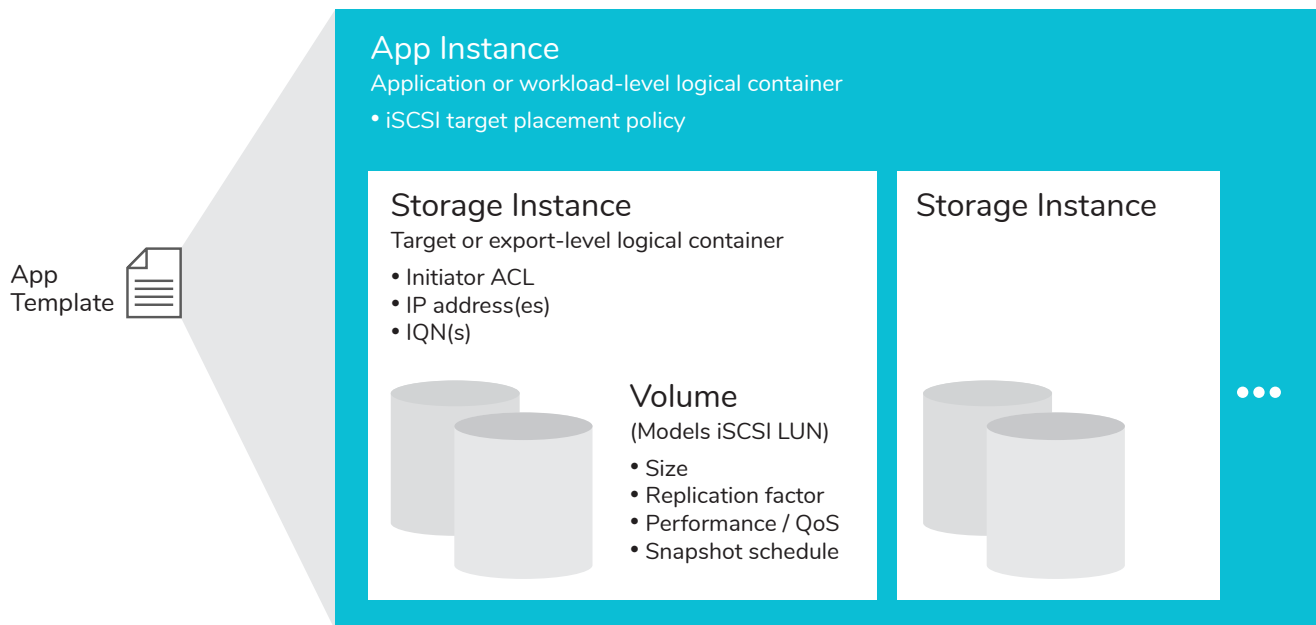 App Instance
Application or workload-level logical container
• iSCSI target placement policy
Storage Instance
Target or export-level logical container
• Initiator ACL
• IP address(es)
• IQN(s)
Volume
(Models iSCSI LUN)
• Size
• Replication factor
• Performance / QoS
• Snapshot schedule
Storage Instance
App
Template